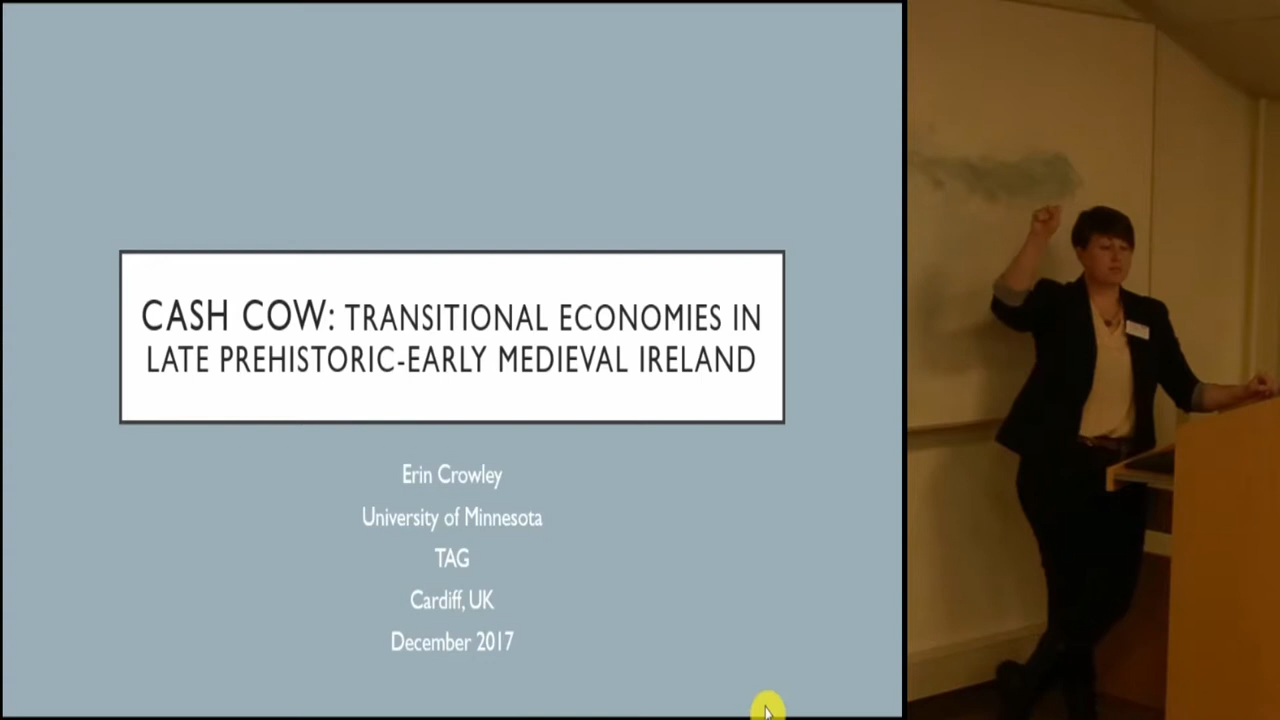 CASH COW: TRANSITIONAL ECONOMIES IN
LATE PREHISTORIC-EARLY MEDIEVAL IRELAND
Erin Crowley
University of Minnesota
TAG
Cardiff, UK
December 2017